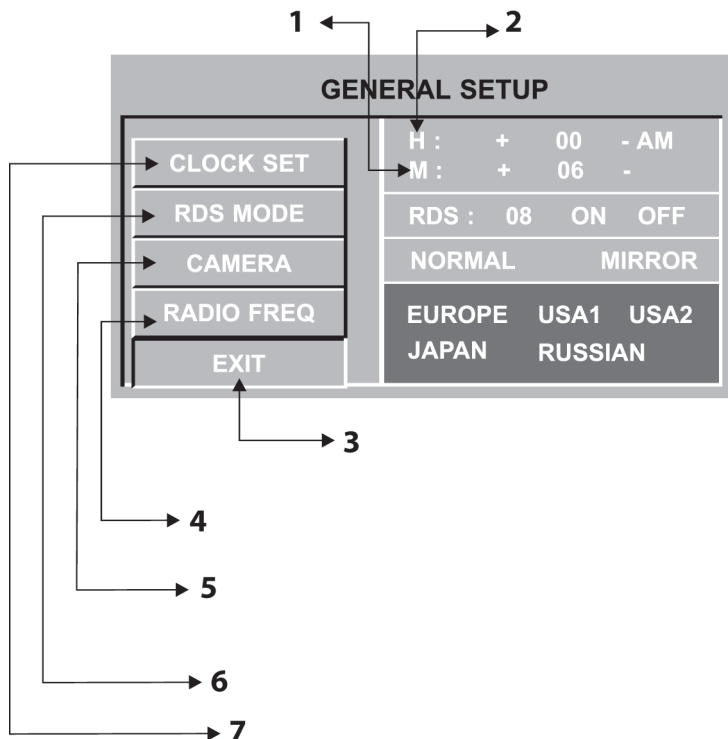 1 2
GENERAL SETUP
CLOCK SET
RDS MODE
CAMERA
RADIO FREQ
EXIT
H : + 00 - AM
M : + 06 -
RDS : 08 ON OFF
NORMAL MIRROR
EUROPE USA1 USA2
JAPAN RUSSIAN
3
4
5
6
7